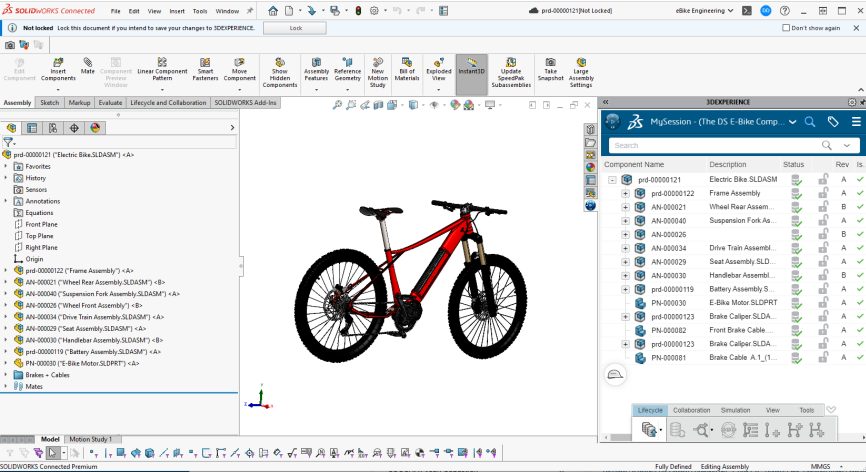 SOLIDWORKS Connected
File Edit View Insert Tools Window
prd-00000121[Not Locked]
eBike Engineering
Not locked Lock this document if you intend to save your changes to 3DEXPERIENCE.
Lock
Don't show again
Edit Component
Insert Components
Mate
Component Preview Window
Linear Component Pattern
Smart Fasteners
Move Component
Show Hidden Components
Assembly Features
Reference Geometry
New Motion Study
Bill of Materials
Exploded View
Instant3D
Update SpeedPak Subassemblies
Take Snapshot
Large Assembly Settings
Assembly Sketch Markup Evaluate Lifecycle and Collaboration SOLIDWORKS Add-Ins
prd-00000121 ("Electric Bike.SLDASM") <A>
Favorites
History
Sensors
Annotations
Equations
Front Plane
Top Plane
Right Plane
Origin
prd-00000122 ("Frame Assembly") <A>
AN-000021 ("Wheel Rear Assembly.SLDASM") <B>
AN-000040 ("Suspension Fork Assembly.SLDASM") <A>
AN-000026 ("Wheel Front Assembly") <B>
AN-000034 ("Drive Train Assembly.SLDASM") <A>
AN-000029 ("Seat Assembly.SLDASM") <A>
AN-000030 ("Handlebar Assembly.SLDASM") <B>
prd-00000119 ("Battery Assembly.SLDASM") <A>
PN-000030 ("E-Bike Motor.SLDPRT") <A>
Brakes + Cables
Mates
3DEXPERIENCE
MySession - (The DS E-Bike Comp...
Search
Component Name Description Status Rev Is.
prd-00000121 Electric Bike.SLDASM A
prd-00000122 Frame Assembly A
AN-000021 Wheel Rear Assem... B
AN-000040 Suspension Fork As... A
AN-000026 B
AN-000034 Drive Train Assembl... A
AN-000029 Seat Assembly.SLD... A
AN-000030 Handlebar Assembl... B
prd-00000119 Battery Assembly.S... A
PN-000030 E-Bike Motor.SLDPRT A
prd-00000123 Brake Caliper.SLDA... A
PN-000082 Front Brake Cable... A
prd-00000123 Brake Caliper.SLDA... A
PN-000081 Brake Cable A.1_(1... A
Lifecycle Collaboration Simulation View Tools
Model Motion Study 1
SOLIDWORKS Connected Premium
Fully Defined Editing Assembly MMGS